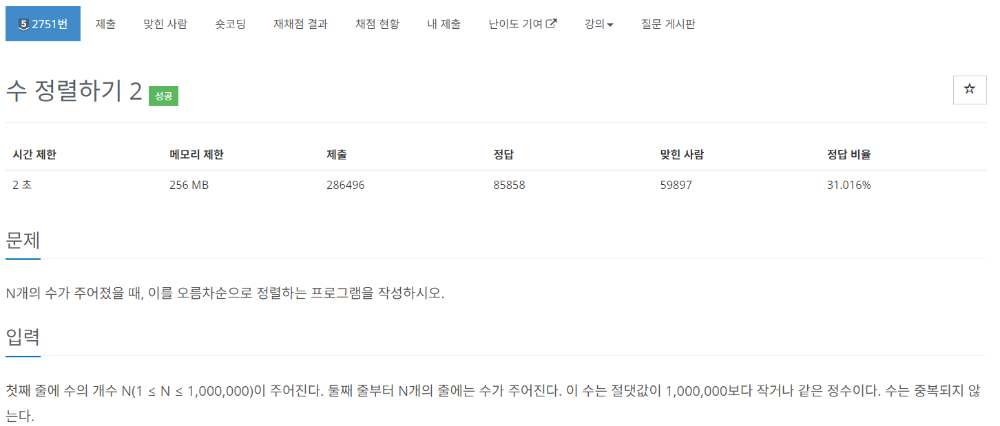 5 2751번 제출 맞힌 사람 숏코딩 재채점 결과 채점 현황 내 제출 난이도 기여 강의 질문 게시판
수 정렬하기 2 성공
시간 제한 메모리 제한 제출 정답 맞힌 사람 정답 비율
2 초 256 MB 286496 85858 59897 31.016%
문제
N개의 수가 주어졌을 때, 이를 오름차순으로 정렬하는 프로그램을 작성하시오.
입력
첫째 줄에 수의 개수 N(1 ≤ N ≤ 1,000,000)이 주어진다. 둘째 줄부터 N개의 줄에는 수가 주어진다. 이 수는 절댓값이 1,000,000보다 작거나 같은 정수이다. 수는 중복되지 않
는다.